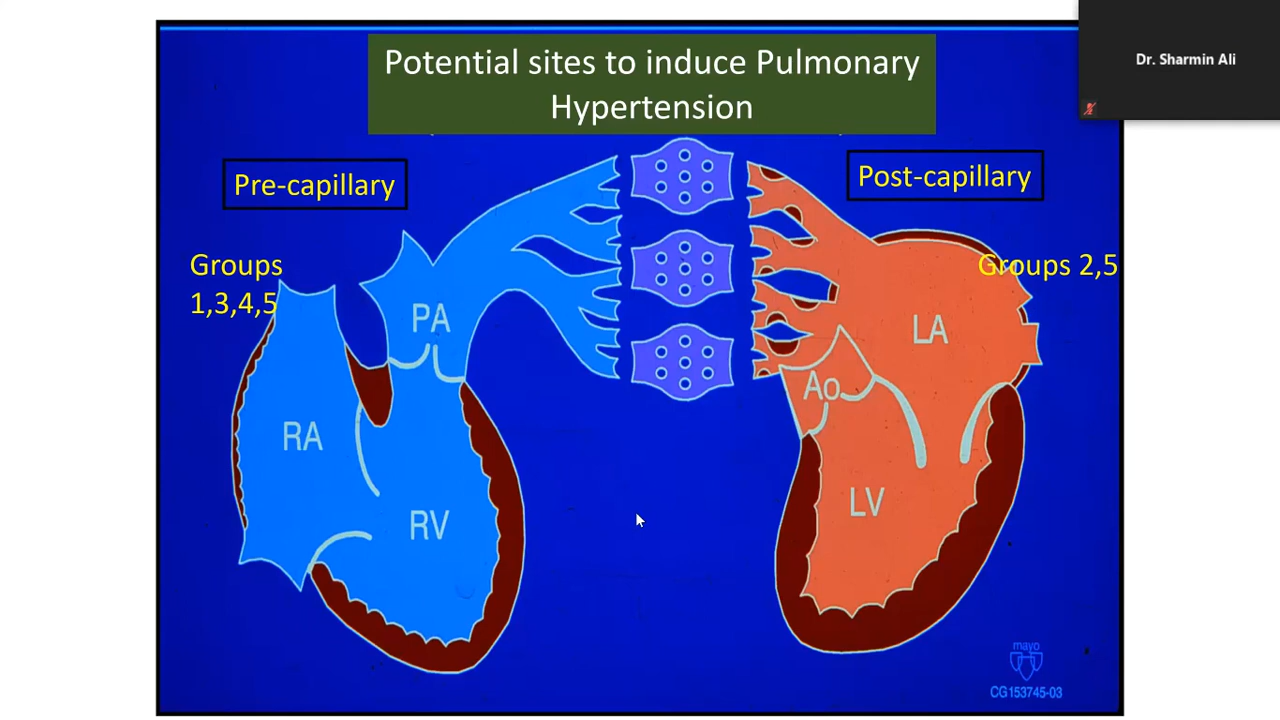 Potential sites to induce Pulmonary
Hypertension
Dr. Sharmin Ali
Pre-capillary
Post-capillary
Groups
1,3,4,5
Groups 2,5
PA
LA
Ao
RA
LV
RV
mayo
CG153745-03